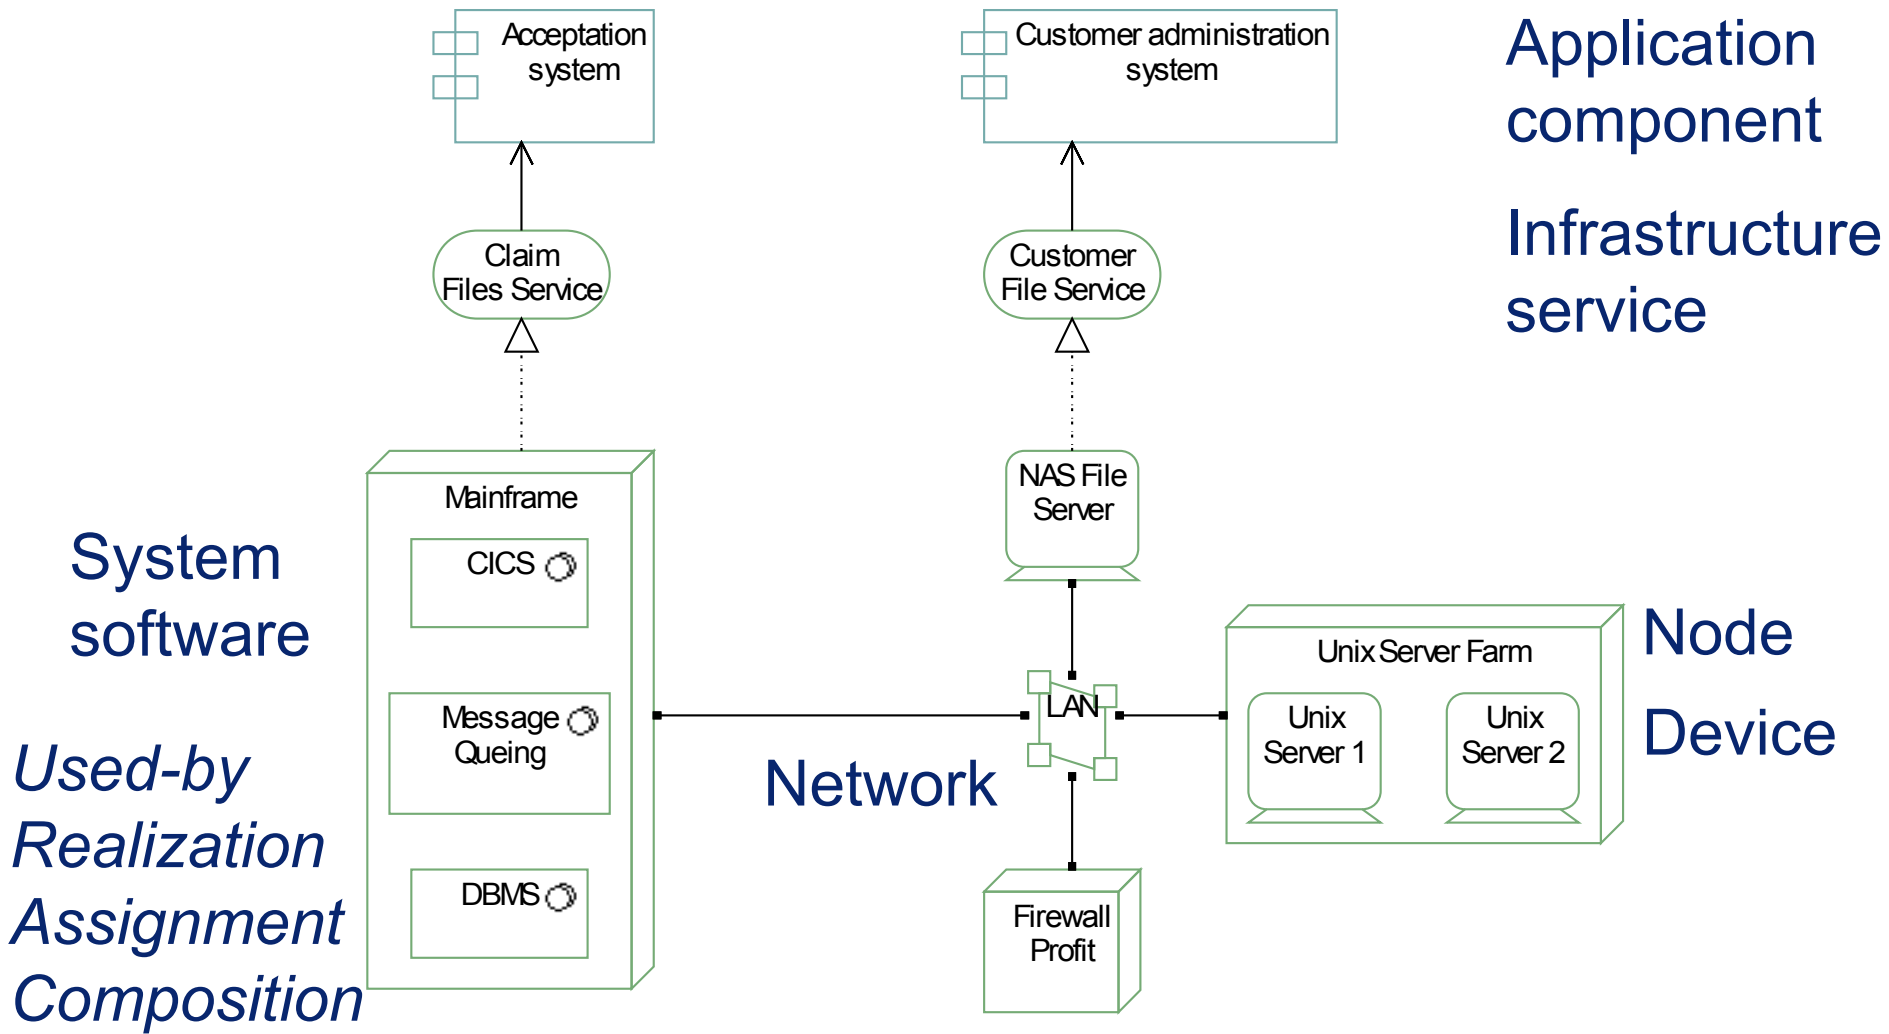 Acceptation
system
Customer administration
system
Application
component
Claim
Files Service
Customer
File Service
Infrastructure
service
Mainframe
CICS
Message
Queing
DBMS
System
software
Used-by
Realization
Assignment
Composition
NAS File
Server
LAN
Network
Firewall
Profit
Unix Server Farm
Unix
Server 1
Unix
Server 2
Node
Device